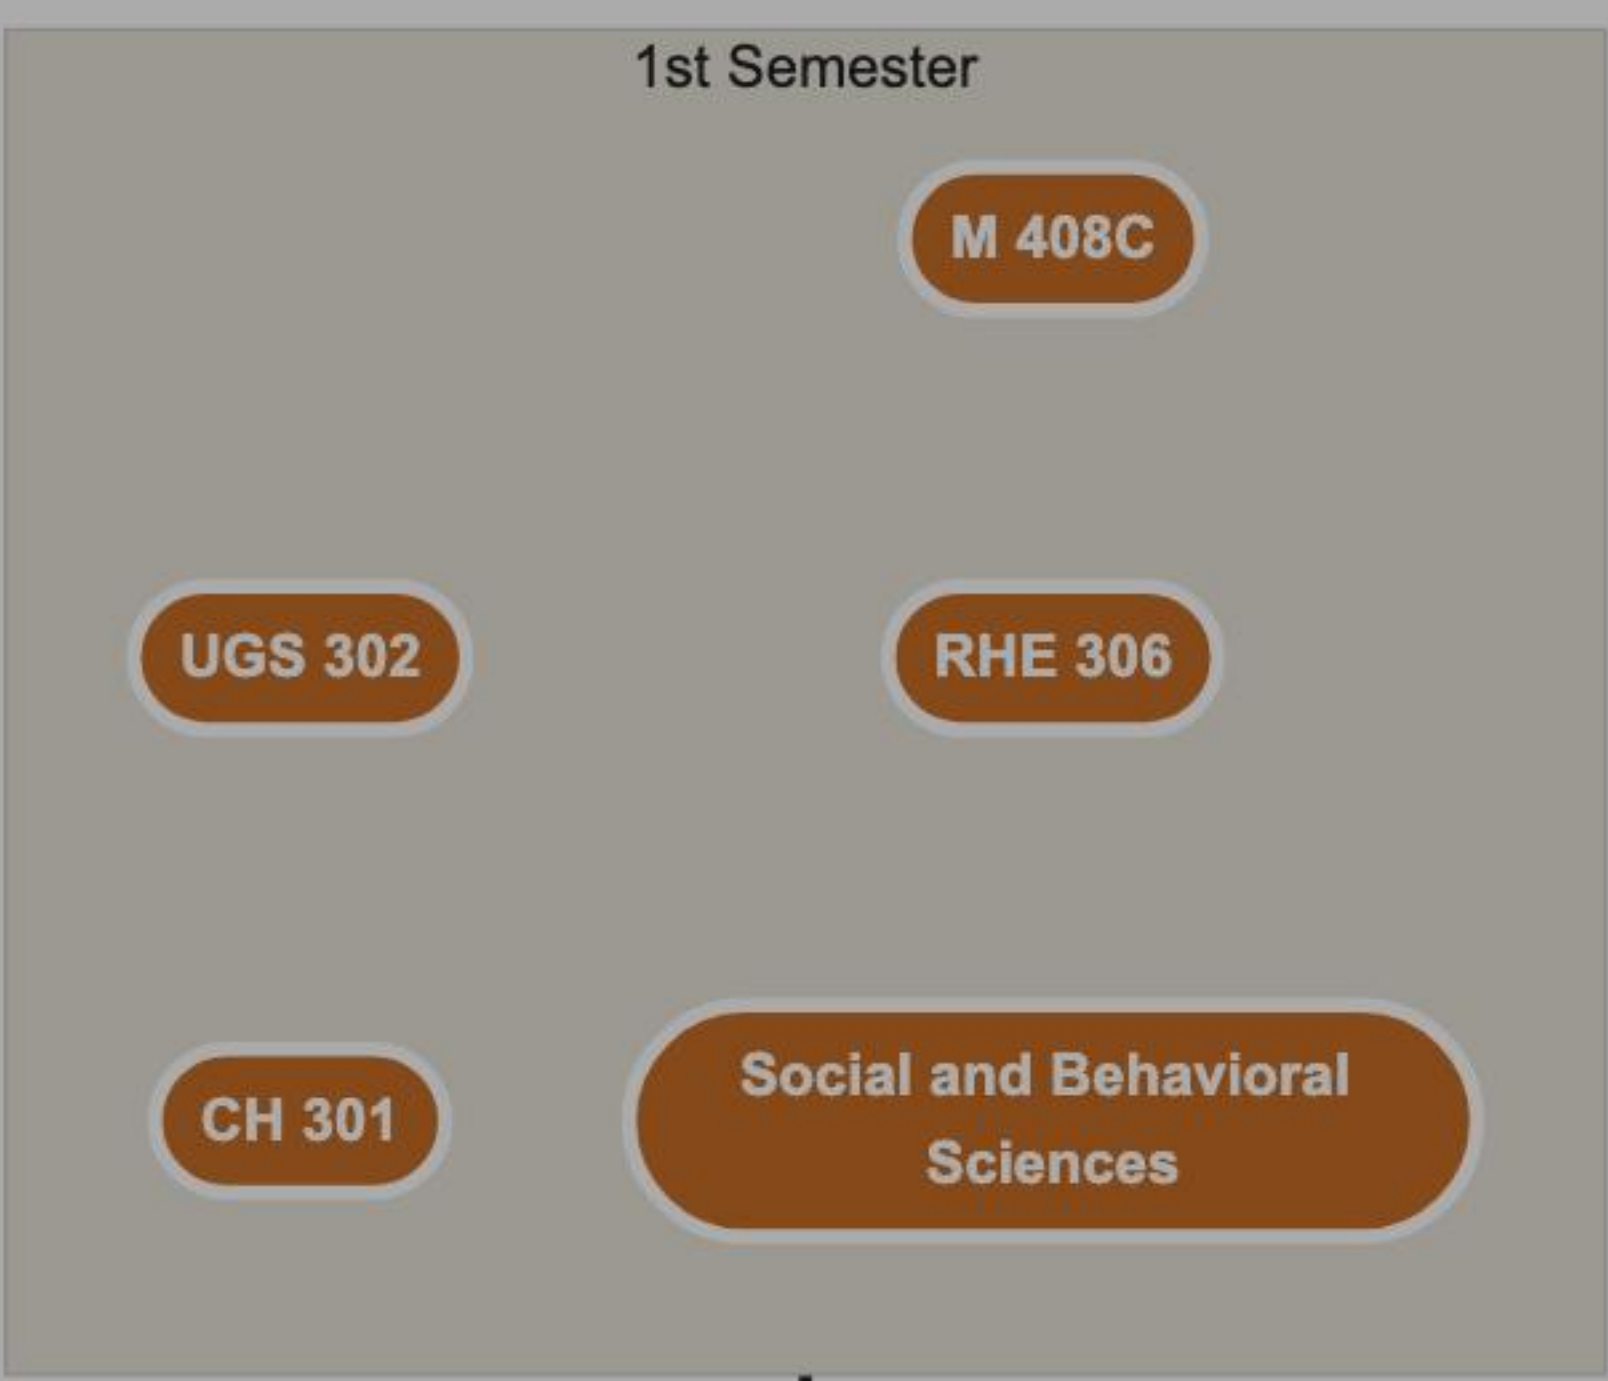 1st Semester
M 408C
UGS 302
RHE 306
CH 301
Social and Behavioral
Sciences